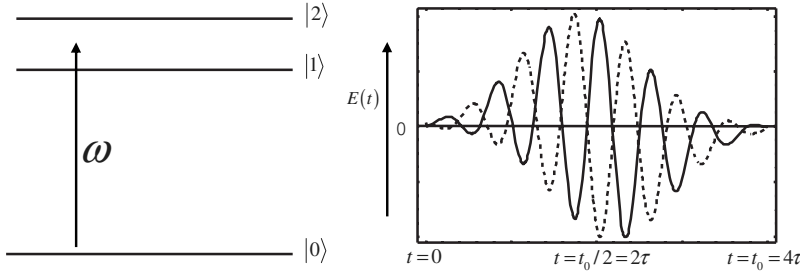 |2⟩
|1⟩
ω
|0⟩
E(t)
0
t=0
t=t₀/2=2τ
t=t₀=4τ